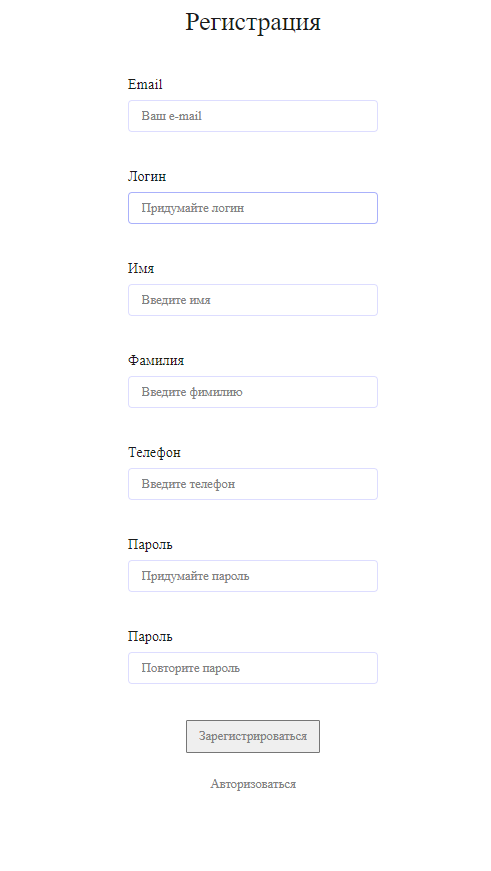 Регистрация
Email
Ваш e-mail
Логин
Придумайте логин
Имя
Введите имя
Фамилия
Введите фимилию
Телефон
Введите телефон
Пароль
Придумайте пароль
Пароль
Повторите пароль
Зарегистрироваться
Авторизоваться